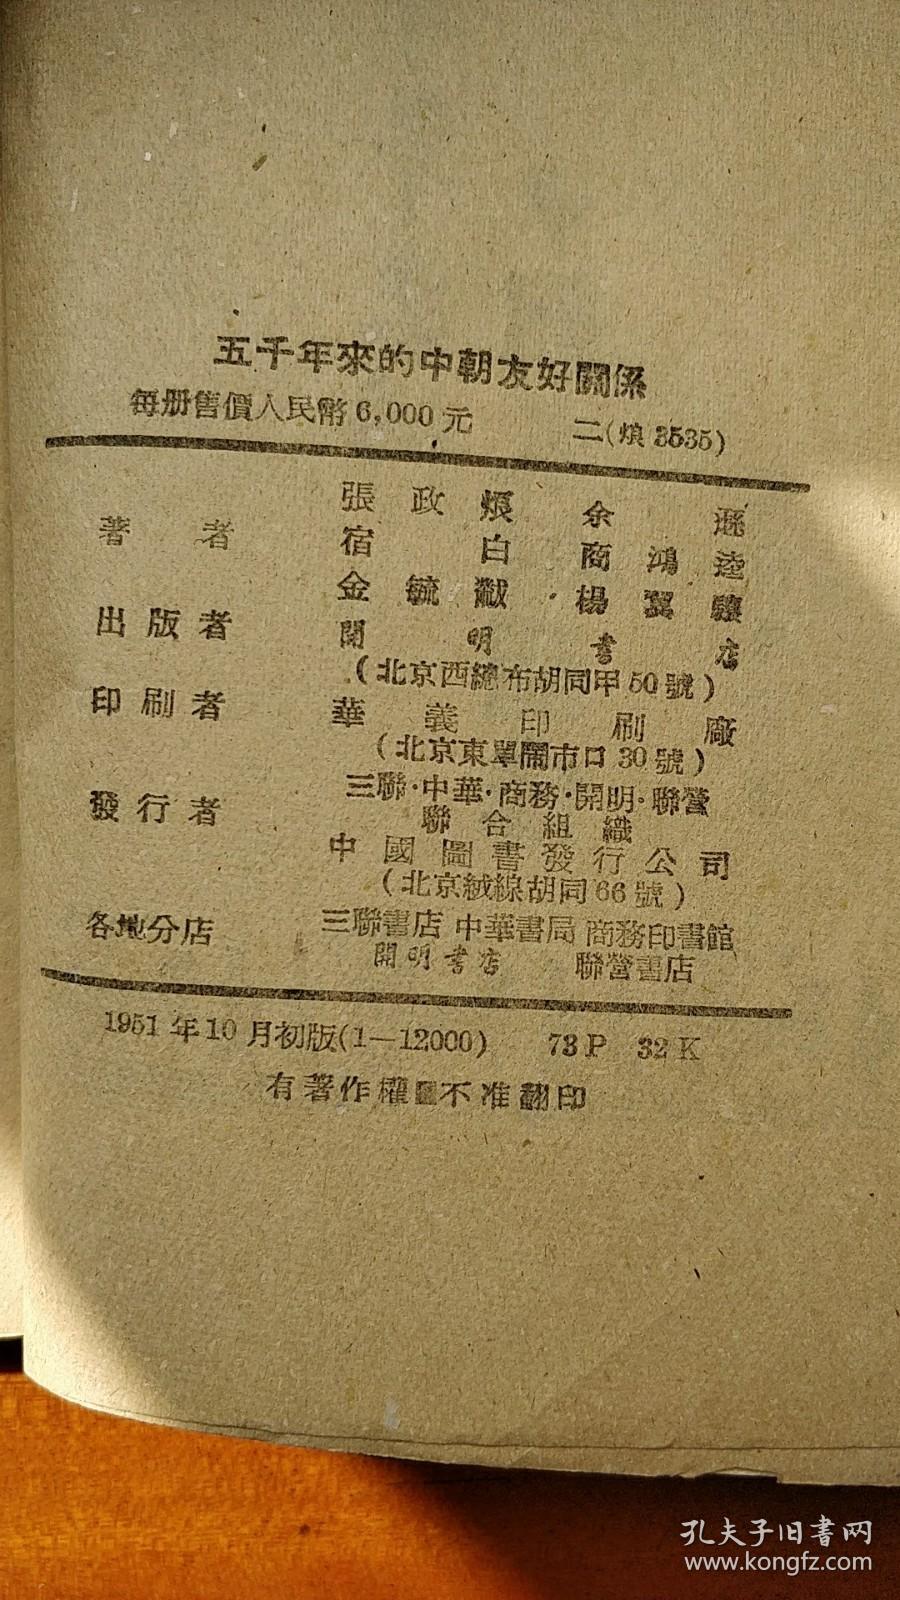 五千年來的中朝友好關係
每册售價人民幣6,000元 二(烺3535)
著者 張政烺 余遜
宿白 商鴻逵
金毓黻 楊翼驤
出版者 開明書店
(北京西總布胡同甲50號)
印刷者 華義印刷廠
(北京東單鬧市口30號)
發行者 三聯·中華·商務·開明·聯營
聯合組織
中國圖書發行公司
(北京絨線胡同66號)
各地分店 三聯書店 中華書局 商務印書館
開明書店 聯營書店
1951年10月初版(1—12000) 73P 32K
有著作權 不准翻印
孔夫子旧书网
www.kongfz.com